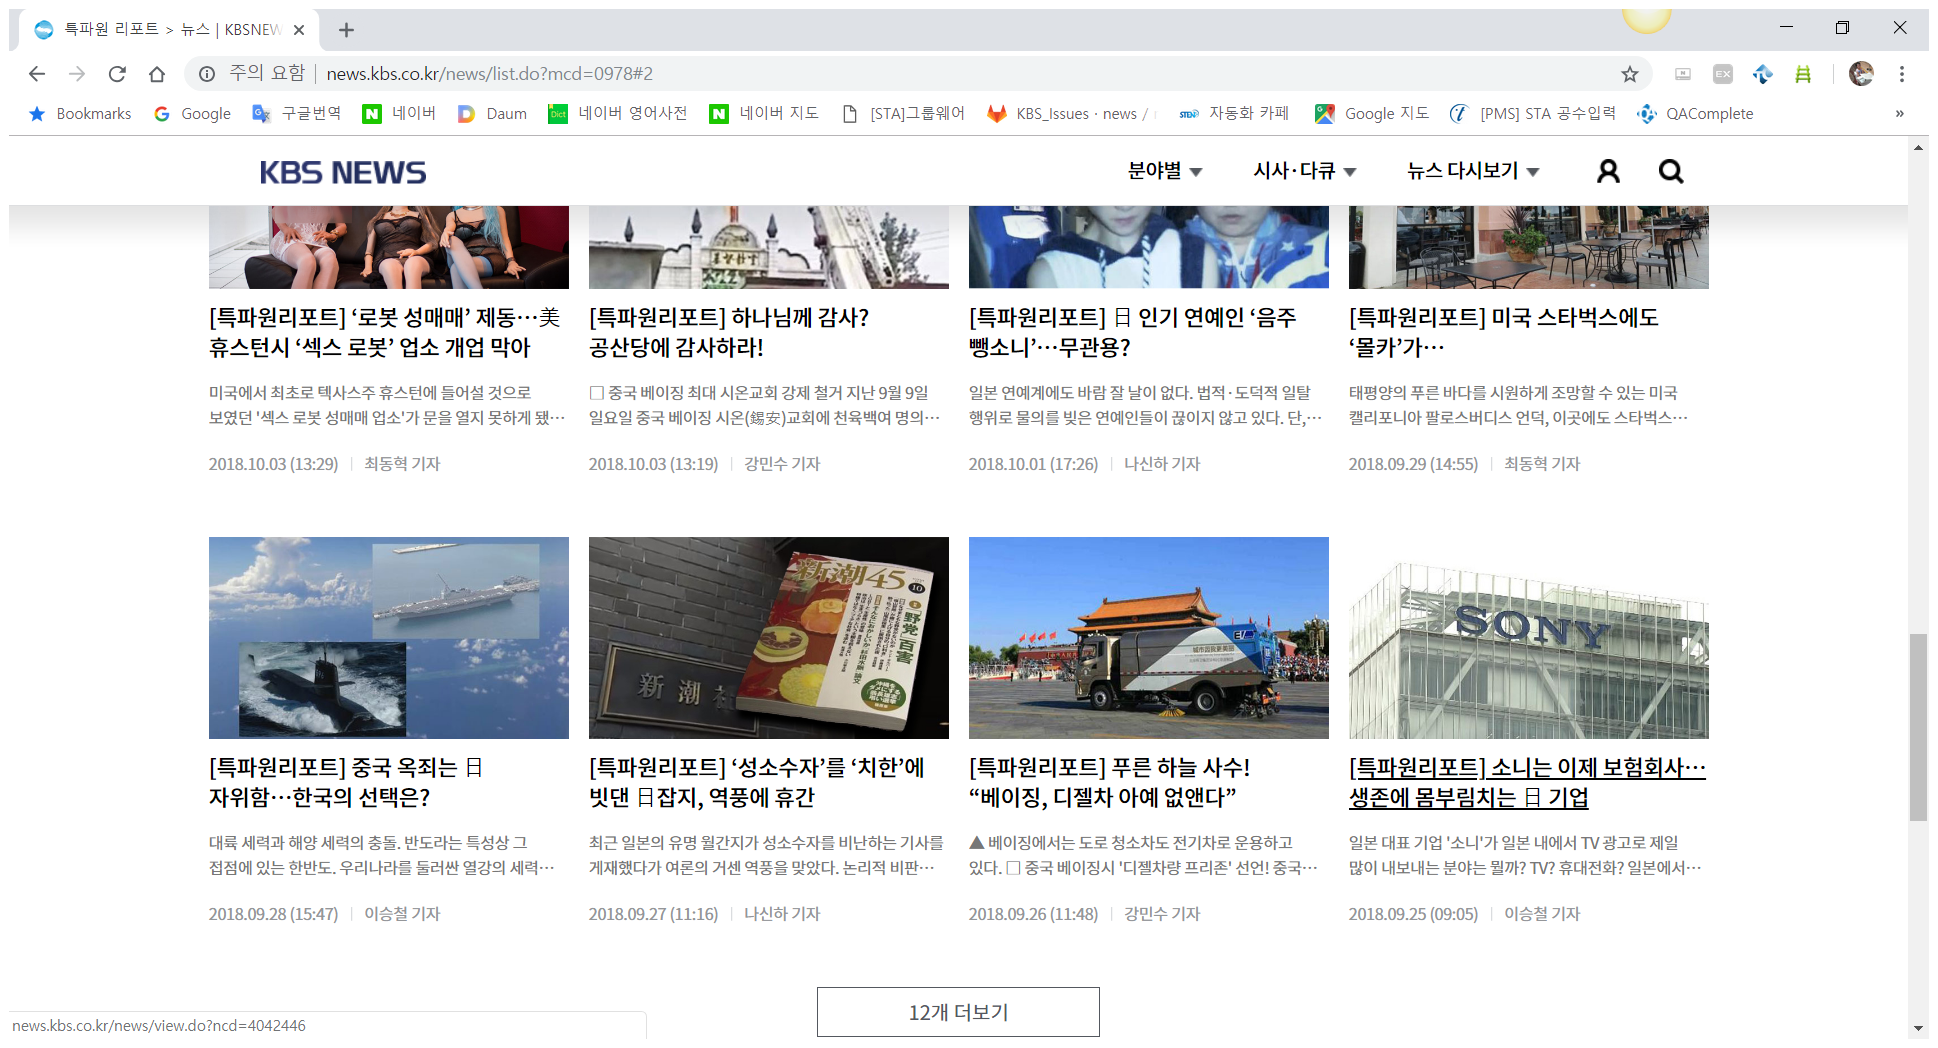 특파원 리포트 > 뉴스 | KBSNEW
주의 요함 | news.kbs.co.kr/news/list.do?mcd=0978#2
EX
Bookmarks Google 구글번역 네이버 Daum 네이버 영어사전 네이버 지도 [STA]그룹웨어 KBS_Issues · news / 자동화 카페 Google 지도 [PMS] STA 공수입력 QAComplete »
KBS NEWS 분야별 시사·다큐 뉴스 다시보기
[특파원리포트] ‘로봇 성매매’ 제동…美
휴스턴시 ‘섹스 로봇’ 업소 개업 막아
미국에서 최초로 텍사스주 휴스턴에 들어설 것으로
보였던 '섹스 로봇 성매매 업소'가 문을 열지 못하게 됐…
2018.10.03 (13:29) | 최동혁 기자
[특파원리포트] 하나님께 감사?
공산당에 감사하라!
□ 중국 베이징 최대 시온교회 강제 철거 지난 9월 9일
일요일 중국 베이징 시온(錫安)교회에 천육백여 명의…
2018.10.03 (13:19) | 강민수 기자
[특파원리포트] 日 인기 연예인 ‘음주
뺑소니’…무관용?
일본 연예계에도 바람 잘 날이 없다. 법적·도덕적 일탈
행위로 물의를 빚은 연예인들이 끊이지 않고 있다. 단,…
2018.10.01 (17:26) | 나신하 기자
[특파원리포트] 미국 스타벅스에도
‘몰카’가…
태평양의 푸른 바다를 시원하게 조망할 수 있는 미국
캘리포니아 팔로스버디스 언덕, 이곳에도 스타벅스…
2018.09.29 (14:55) | 최동혁 기자
[특파원리포트] 중국 옥죄는 日
자위함…한국의 선택은?
대륙 세력과 해양 세력의 충돌. 반도라는 특성상 그
접점에 있는 한반도. 우리나라를 둘러싼 열강의 세력…
2018.09.28 (15:47) | 이승철 기자
新潮45
10
「野党」百害
新潮社
[특파원리포트] ‘성소수자’를 ‘치한’에
빗댄 日잡지, 역풍에 휴간
최근 일본의 유명 월간지가 성소수자를 비난하는 기사를
게재했다가 여론의 거센 역풍을 맞았다. 논리적 비판…
2018.09.27 (11:16) | 나신하 기자
城市因我更美丽
[특파원리포트] 푸른 하늘 사수!
“베이징, 디젤차 아예 없앤다”
▲ 베이징에서는 도로 청소차도 전기차로 운용하고
있다. □ 중국 베이징시 '디젤차량 프리존' 선언! 중국…
2018.09.26 (11:48) | 강민수 기자
SONY
[특파원리포트] 소니는 이제 보험회사…
생존에 몸부림치는 日 기업
일본 대표 기업 '소니'가 일본 내에서 TV 광고로 제일
많이 내보내는 분야는 뭘까? TV? 휴대전화? 일본에서…
2018.09.25 (09:05) | 이승철 기자
12개 더보기
news.kbs.co.kr/news/view.do?ncd=4042446